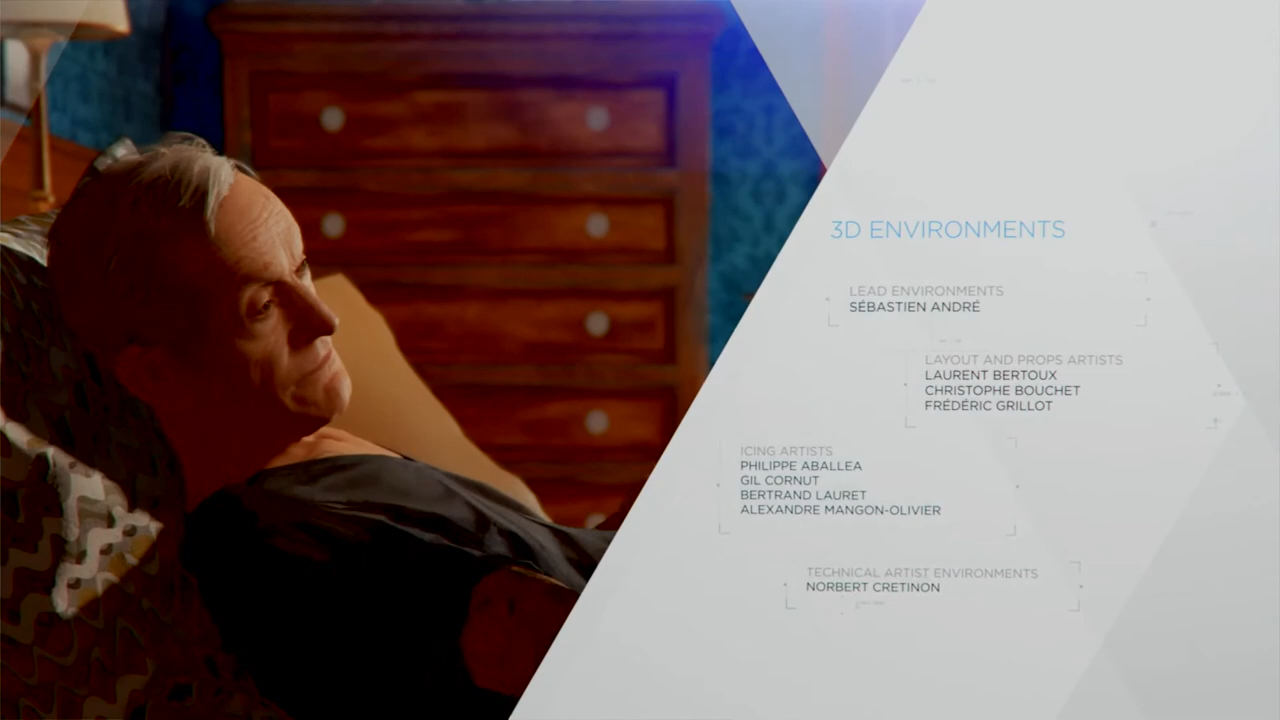 3D ENVIRONMENTS
LEAD ENVIRONMENTS
SÉBASTIEN ANDRÉ
LAYOUT AND PROPS ARTISTS
LAURENT BERTOUX
CHRISTOPHE BOUCHET
FRÉDÉRIC GRILLOT
ICING ARTISTS
PHILIPPE ABALLEA
GIL CORNUT
BERTRAND LAURET
ALEXANDRE MANGON-OLIVIER
TECHNICAL ARTIST ENVIRONMENTS
NORBERT CRETINON